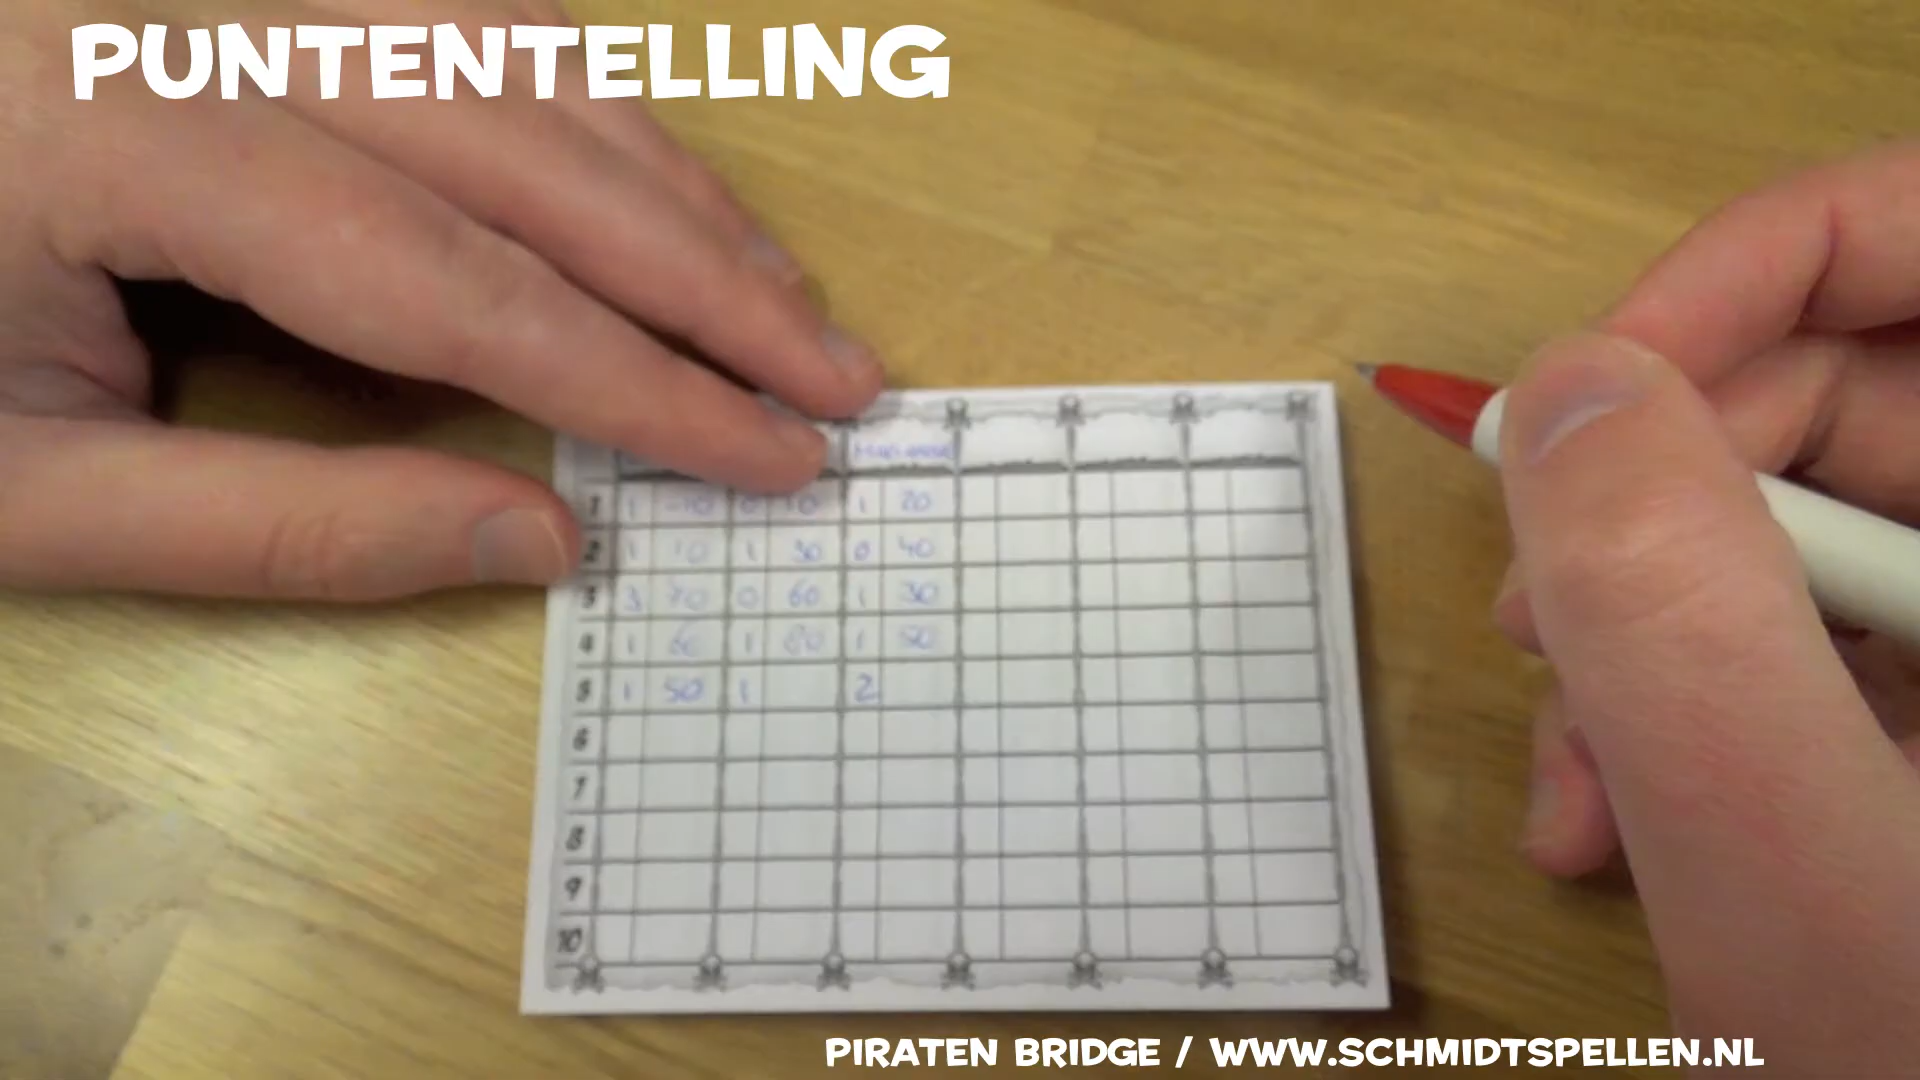 PUNTENTELLING
1 1 -10 0 10 1 20
2 1 10 1 30 0 40
3 3 70 0 60 1 30
4 1 1 1
5 1 50 1 2
6
7
8
9
10
PIRATEN BRIDGE / WWW.SCHMIDTSPELLEN.NL